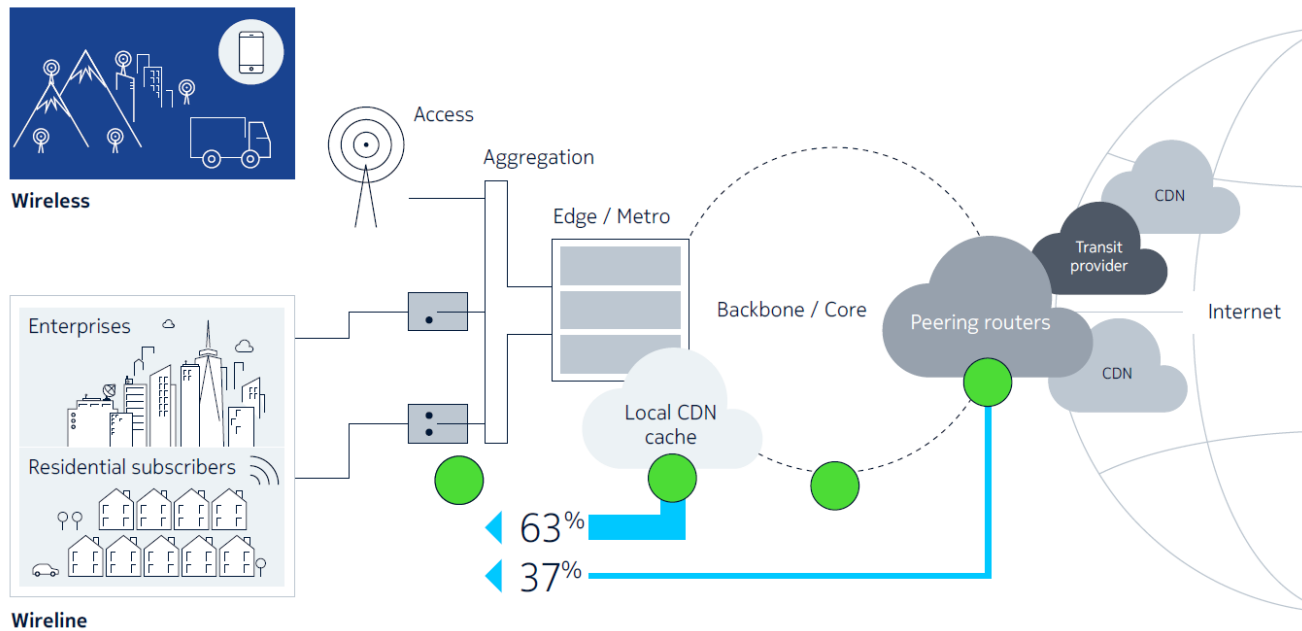 Wireless
Access
Aggregation
Edge / Metro
Backbone / Core
CDN
Transit
provider
Peering routers
Internet
CDN
Enterprises
Residential subscribers
Local CDN
cache
63%
37%
Wireline